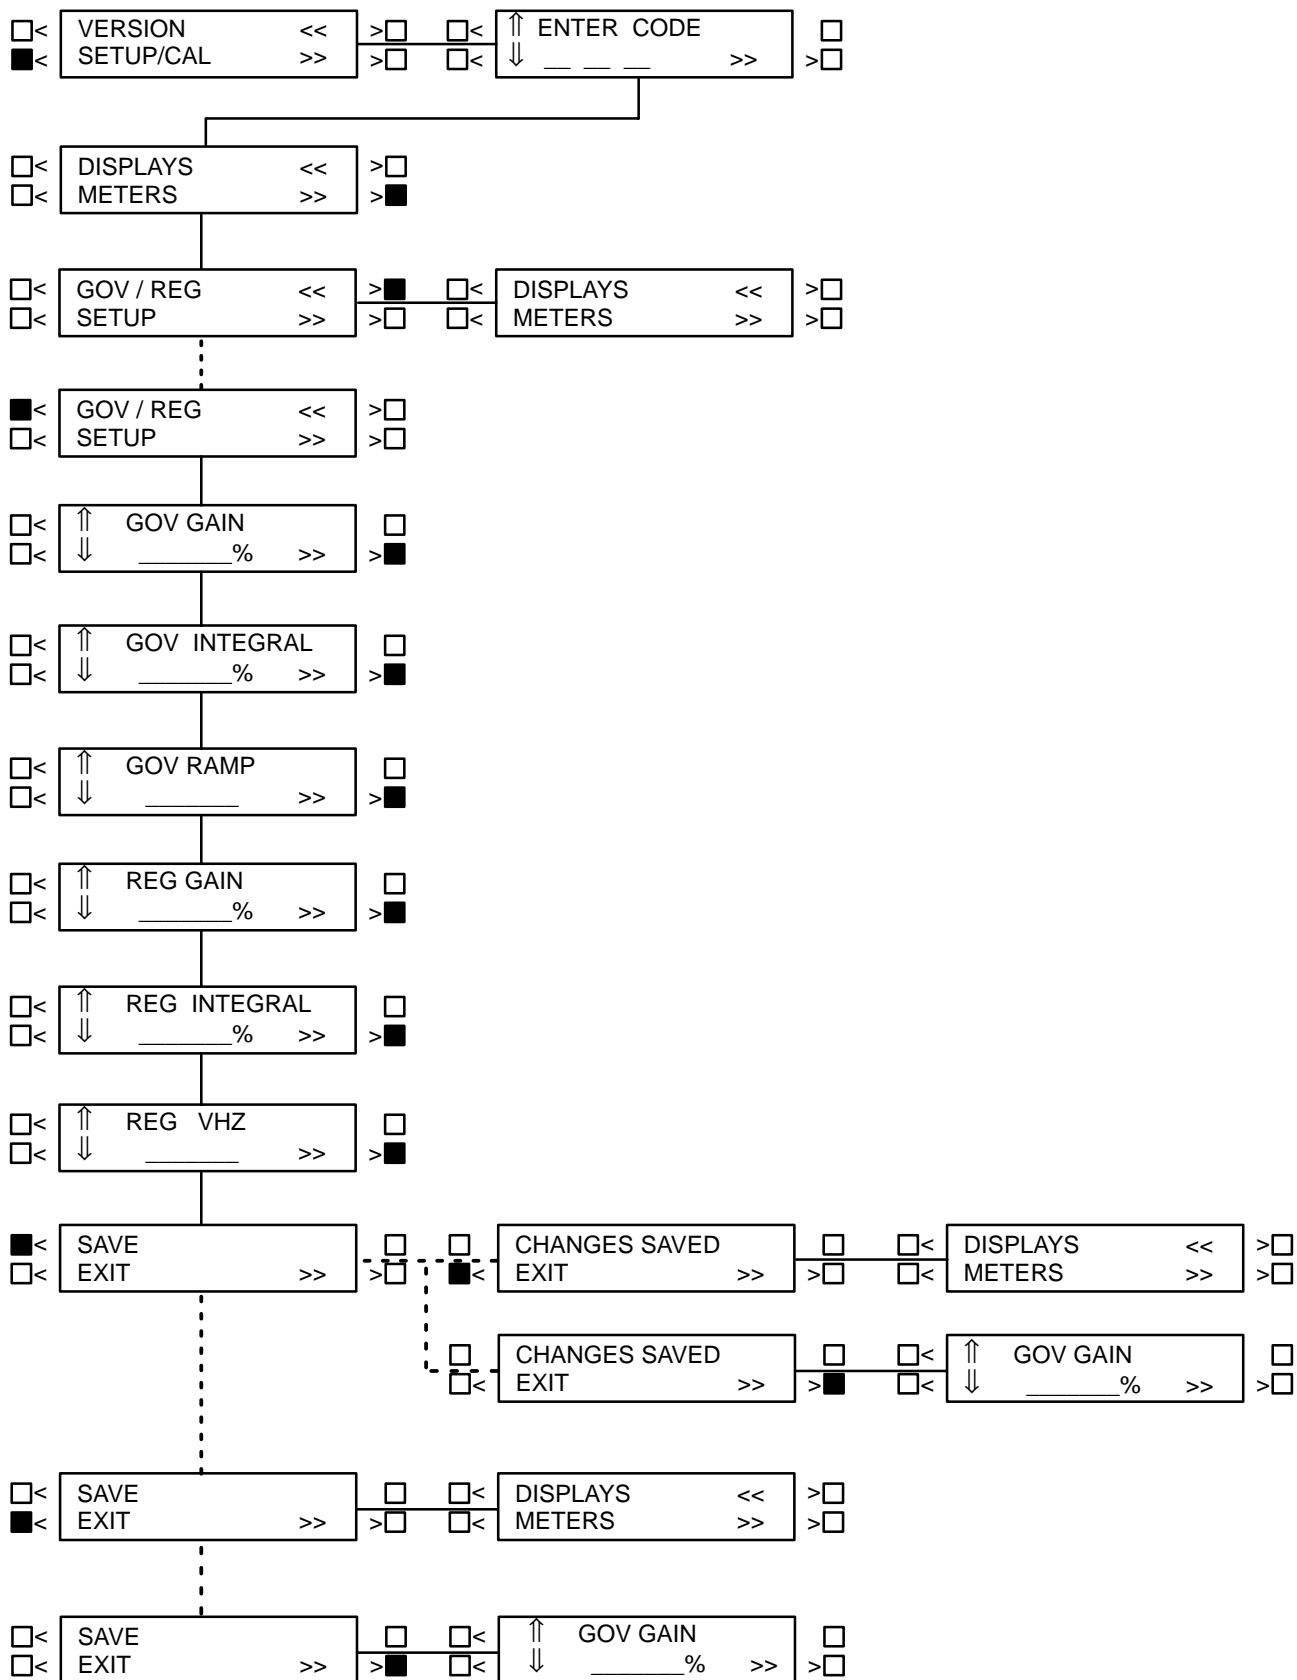 VERSION <<
SETUP/CAL >>
⇑ ENTER CODE
⇓ __ __ __ >>
DISPLAYS <<
METERS >>
GOV / REG <<
SETUP >>
DISPLAYS <<
METERS >>
GOV / REG <<
SETUP >>
⇑ GOV GAIN
⇓ _______% >>
⇑ GOV INTEGRAL
⇓ _______% >>
⇑ GOV RAMP
⇓ _______ >>
⇑ REG GAIN
⇓ _______% >>
⇑ REG INTEGRAL
⇓ _______% >>
⇑ REG VHZ
⇓ _______ >>
SAVE
EXIT >>
CHANGES SAVED
EXIT >>
DISPLAYS <<
METERS >>
CHANGES SAVED
EXIT >>
⇑ GOV GAIN
⇓ _______% >>
SAVE
EXIT >>
DISPLAYS <<
METERS >>
SAVE
EXIT >>
⇑ GOV GAIN
⇓ _______% >>